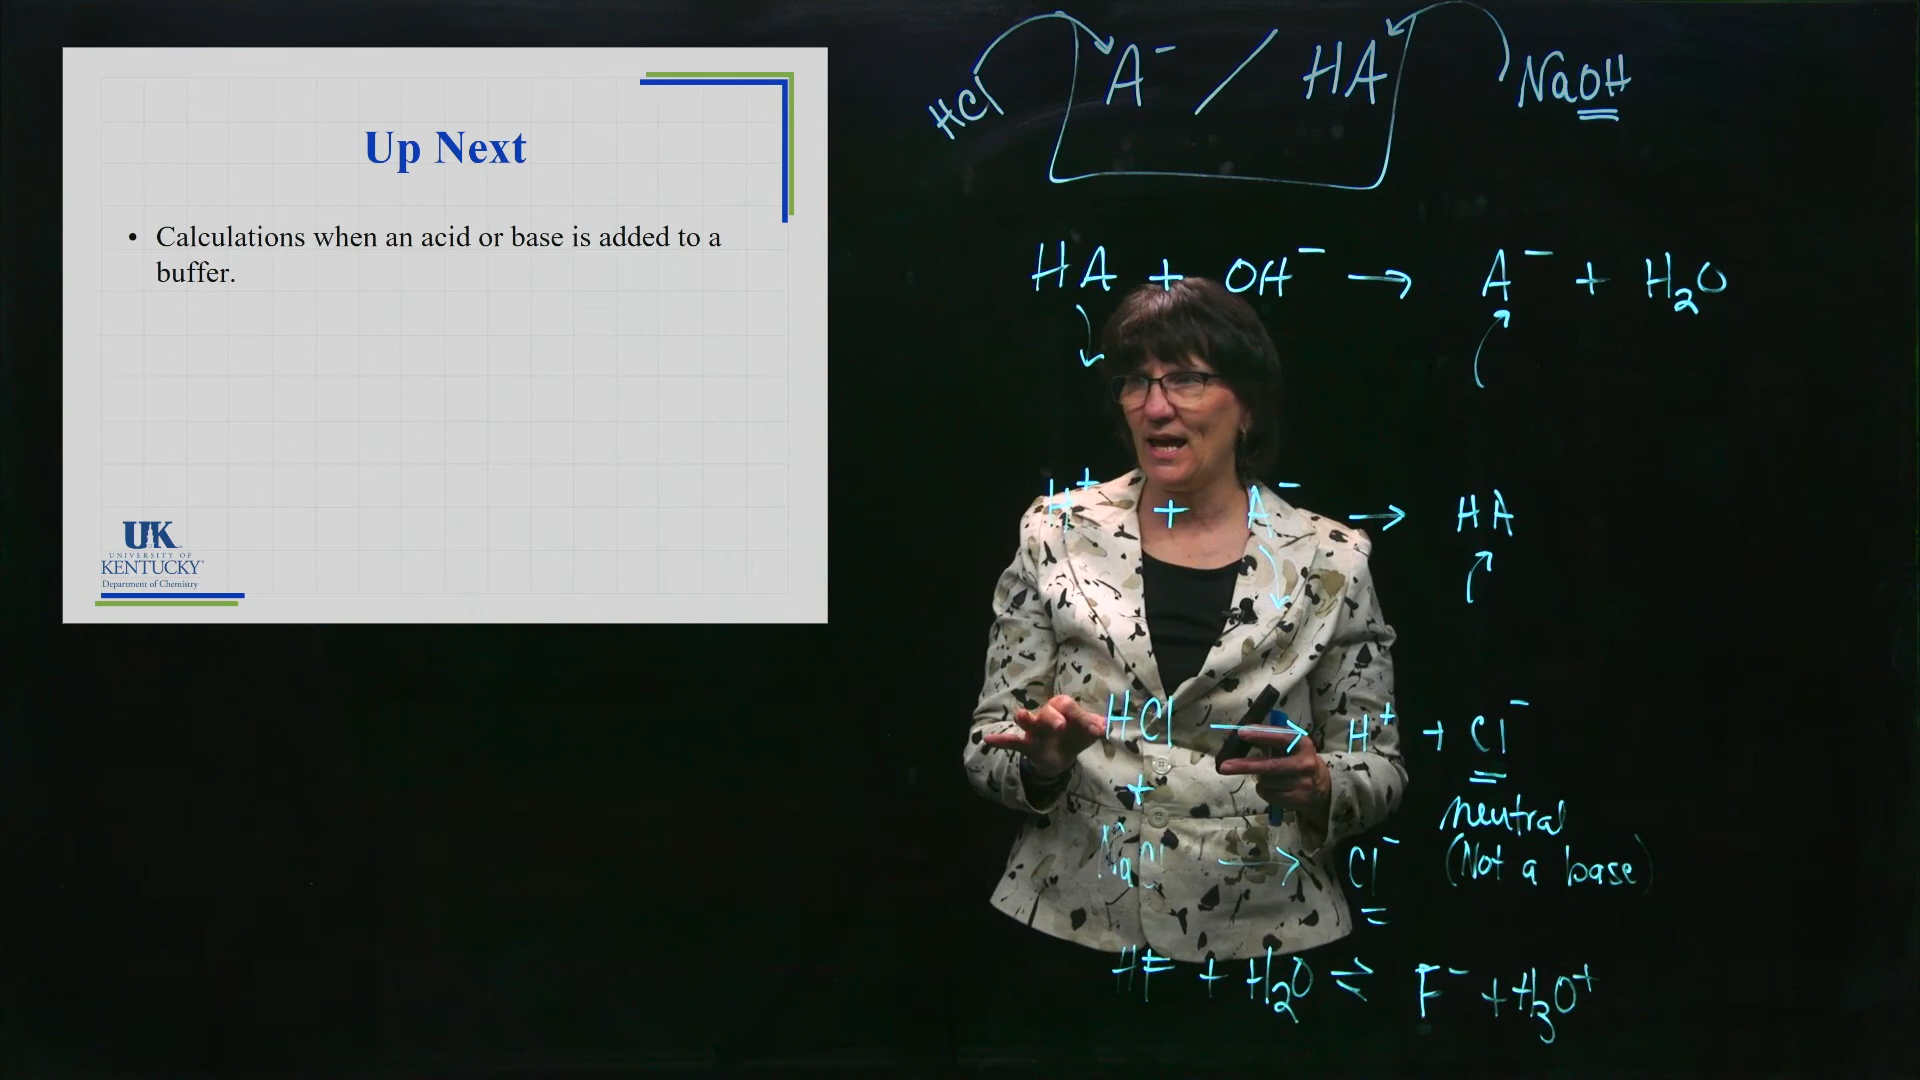 Up Next
• Calculations when an acid or base is added to a
buffer.
UK
UNIVERSITY OF
KENTUCKY
Department of Chemistry
HCl A⁻ / HA NaOH
HA + OH⁻ → A⁻ + H₂O
H⁺ + A⁻ → HA
HCl → H⁺ + Cl⁻
+
neutral
NaCl → Cl⁻ (Not a base)
HF + H₂O ⇌ F⁻ + H₃O⁺